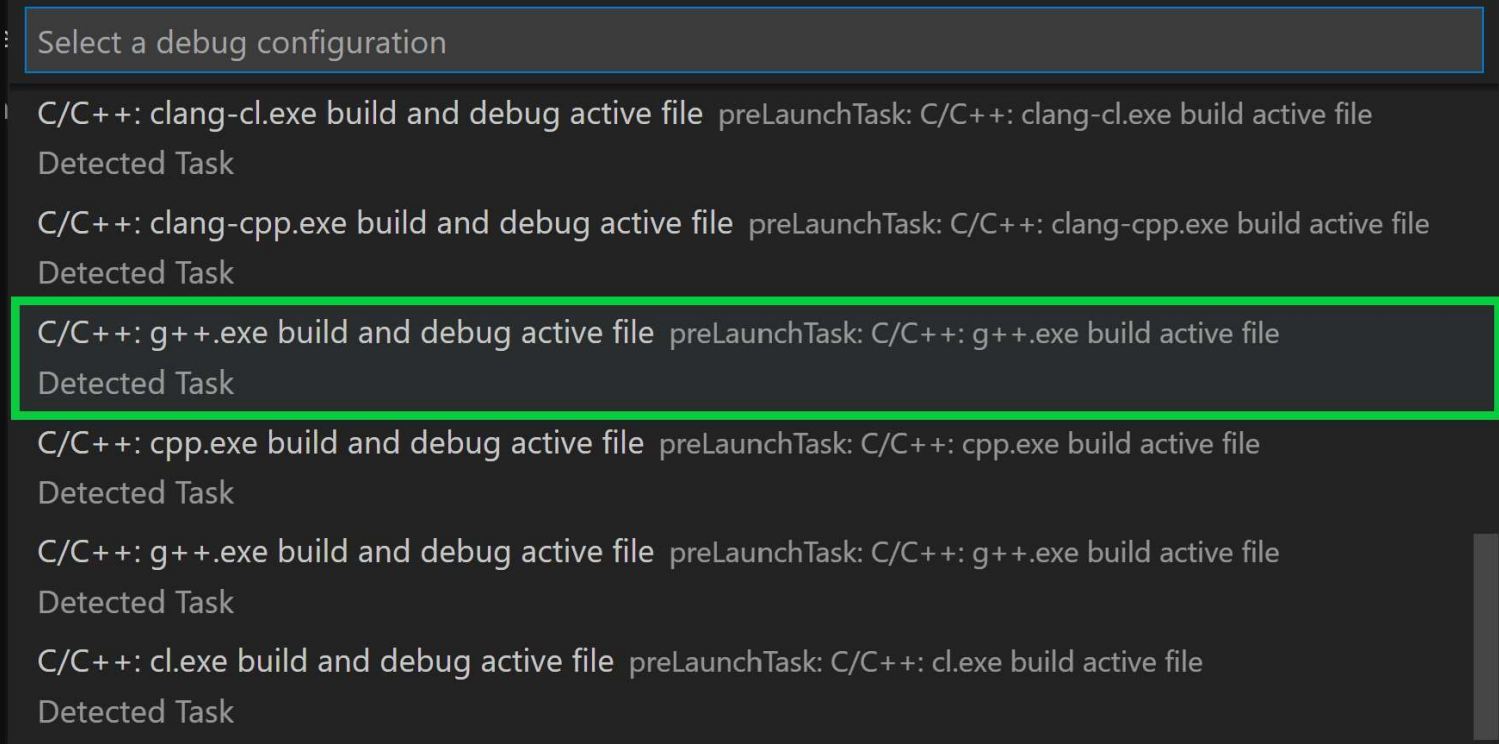 Select a debug configuration
C/C++: clang-cl.exe build and debug active file preLaunchTask: C/C++: clang-cl.exe build active file
Detected Task
C/C++: clang-cpp.exe build and debug active file preLaunchTask: C/C++: clang-cpp.exe build active file
Detected Task
C/C++: g++.exe build and debug active file preLaunchTask: C/C++: g++.exe build active file
Detected Task
C/C++: cpp.exe build and debug active file preLaunchTask: C/C++: cpp.exe build active file
Detected Task
C/C++: g++.exe build and debug active file preLaunchTask: C/C++: g++.exe build active file
Detected Task
C/C++: cl.exe build and debug active file preLaunchTask: C/C++: cl.exe build active file
Detected Task